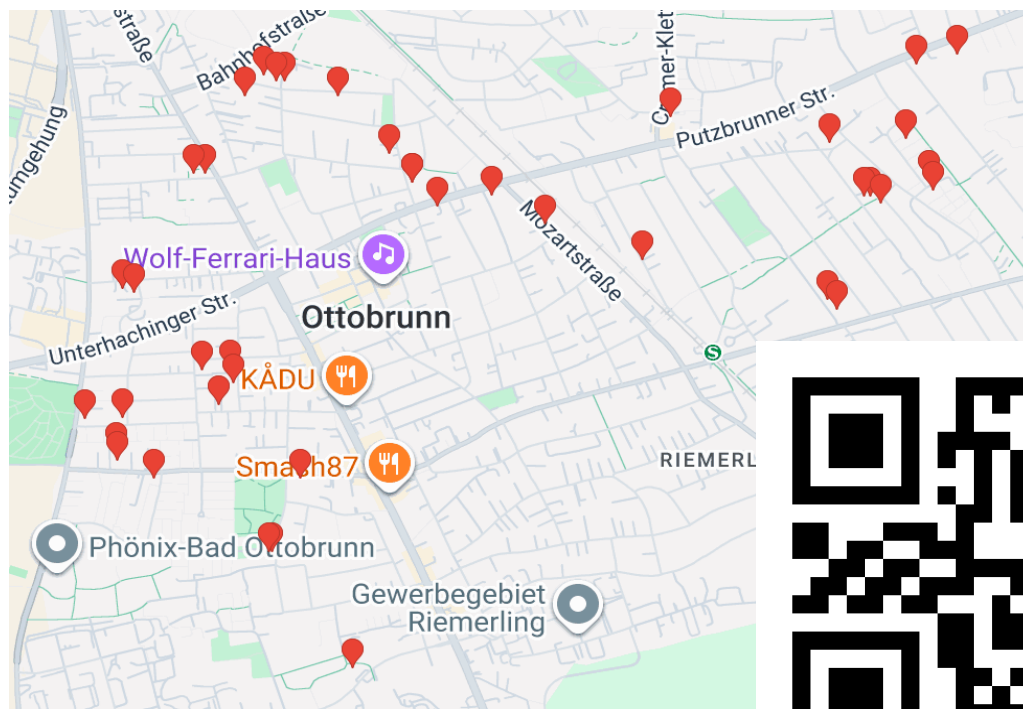 straße
Bahnhofstraße
Cramer-Klet
Putzbrunner Str.
umgehung
Mozartstraße
Wolf-Ferrari-Haus
Ottobrunn
Unterhachinger Str.
KÅDU
S
Smash87
RIEMERL
Phönix-Bad Ottobrunn
Gewerbegebiet
Riemerling